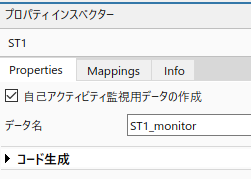 プロパティ インスペクター
ST1
Properties Mappings Info
自己アクティビティ監視用データの作成
データ名 ST1_monitor
コード生成